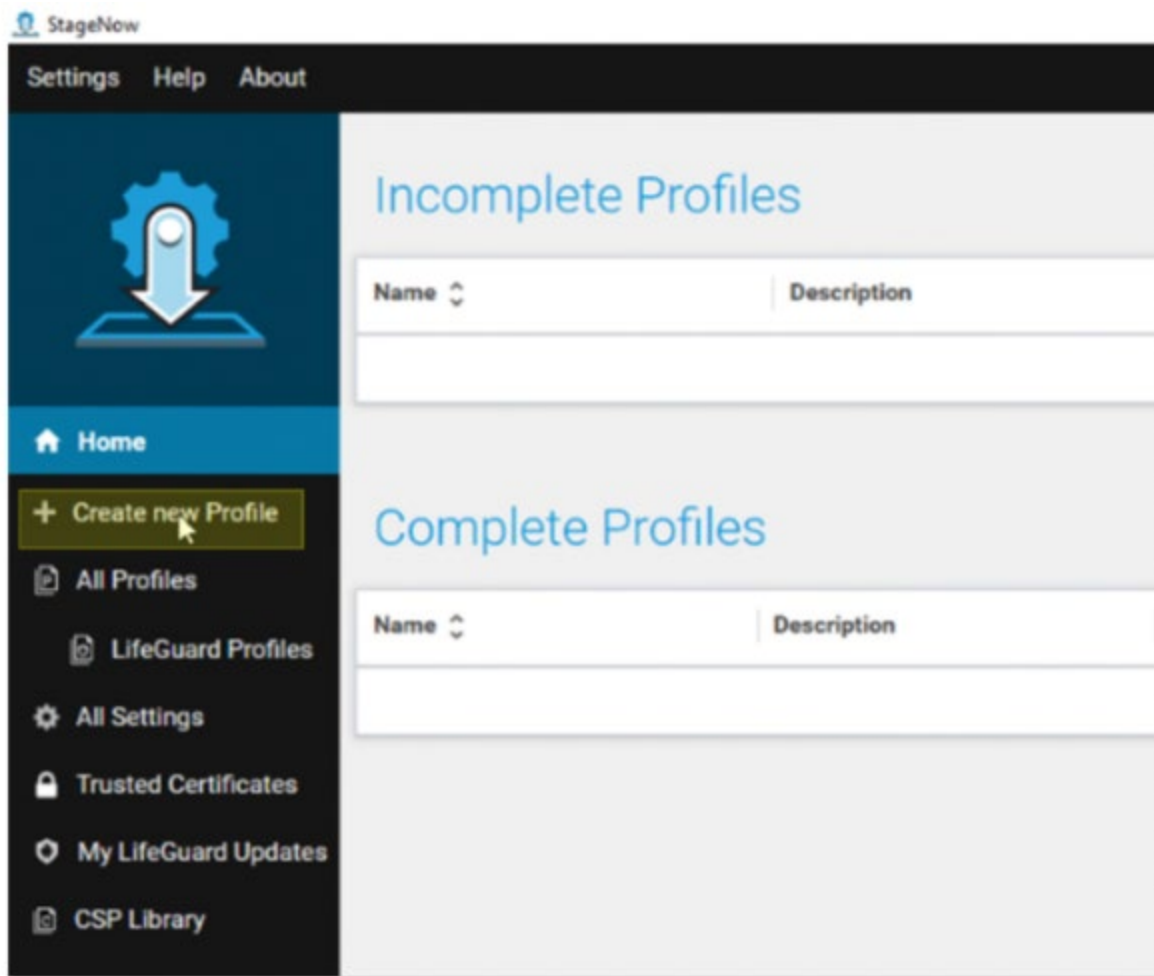 StageNow
Settings Help About
Incomplete Profiles
Name Description
Home
Create new Profile
Complete Profiles
All Profiles
Name Description
LifeGuard Profiles
All Settings
Trusted Certificates
My LifeGuard Updates
CSP Library